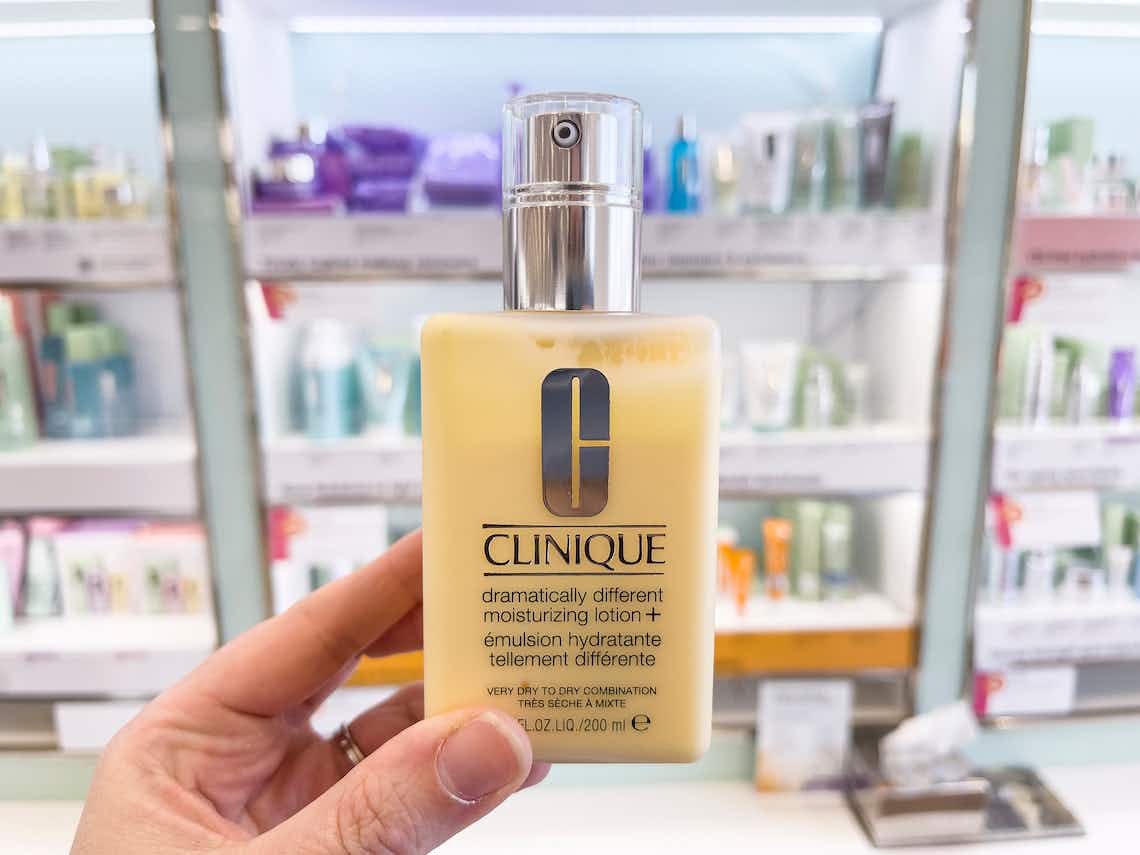 C
CLINIQUE
dramatically different
moisturizing lotion+
émulsion hydratante
tellement différente
VERY DRY TO DRY COMBINATION
TRÈS SÈCHE À MIXTE
FL.OZ.LIQ./200 ml ℮